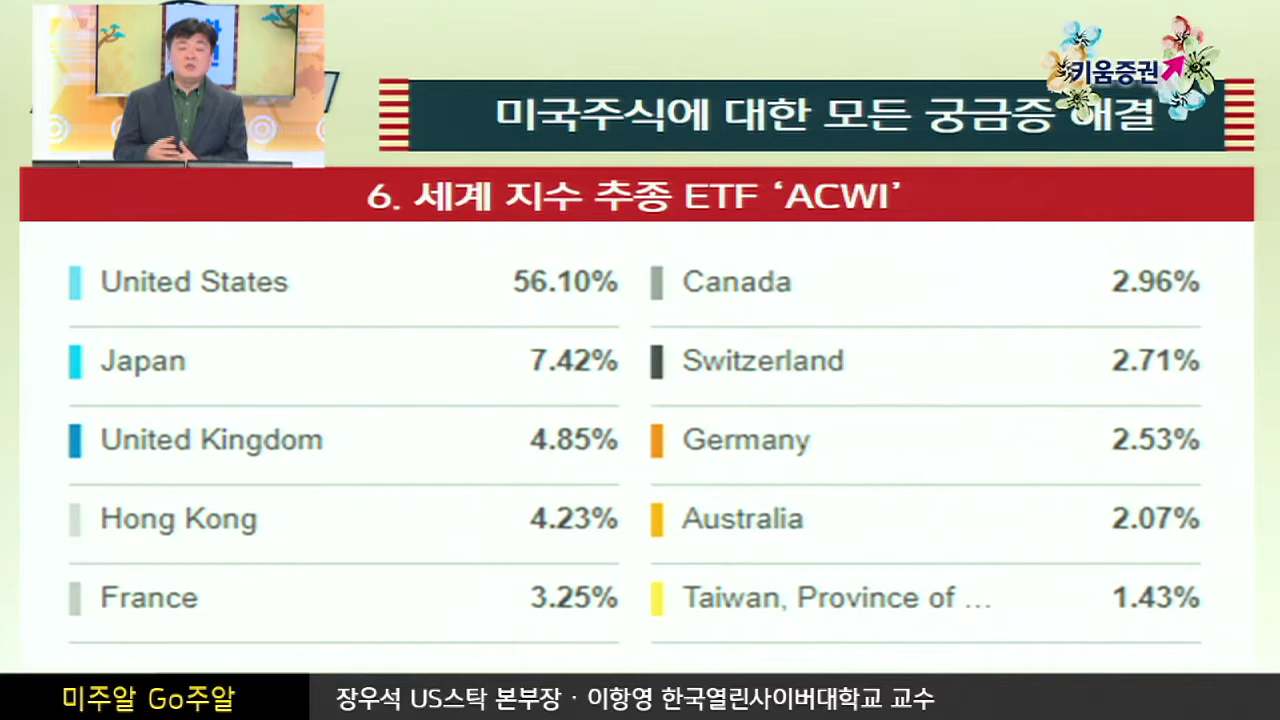 키움증권
미국주식에 대한 모든 궁금증 해결
6. 세계 지수 추종 ETF ‘ACWI’
United States 56.10%
Canada 2.96%
Japan 7.42%
Switzerland 2.71%
United Kingdom 4.85%
Germany 2.53%
Hong Kong 4.23%
Australia 2.07%
France 3.25%
Taiwan, Province of ... 1.43%
미주알 Go주알
장우석 US스탁 본부장 · 이항영 한국열린사이버대학교 교수